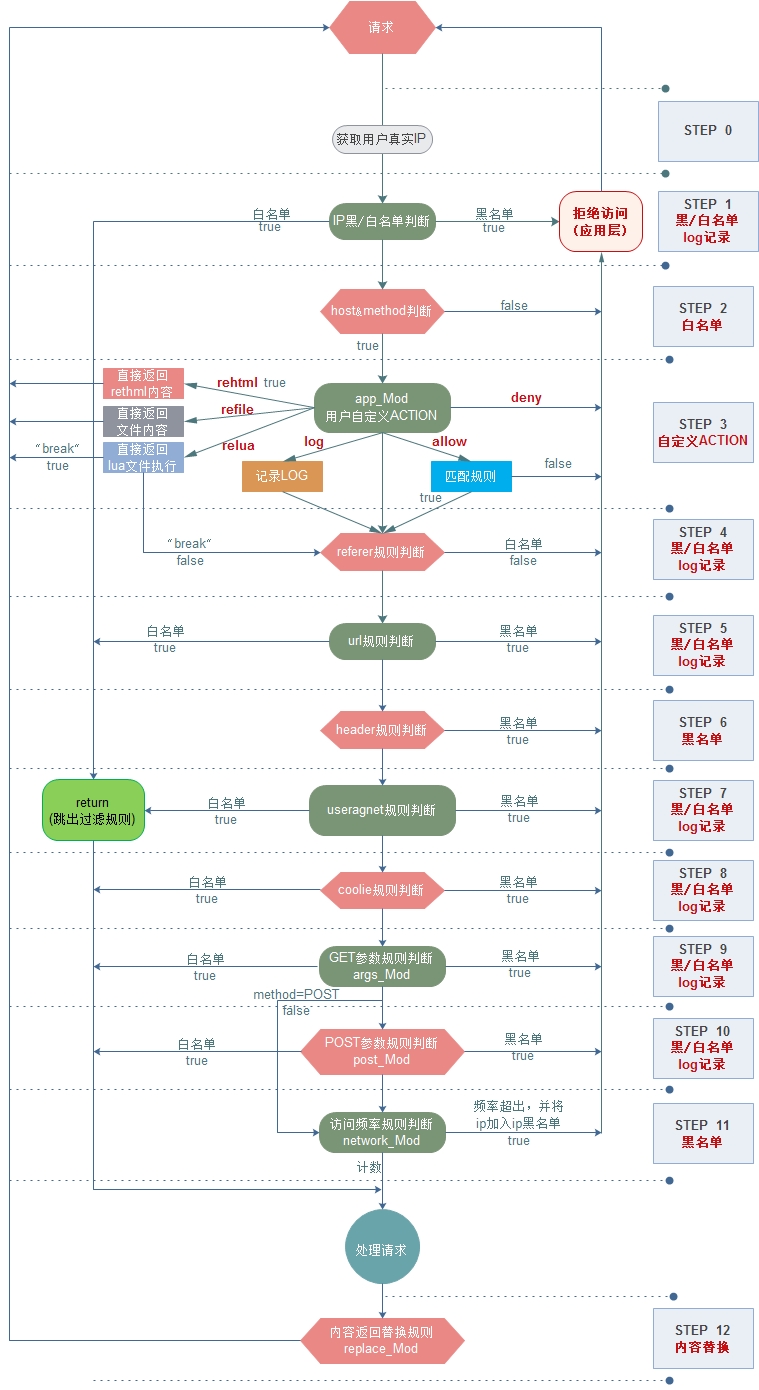 请求
STEP 0
获取用户真实IP
白名单
true
IP黑/白名单判断
黑名单
true
拒绝访问
(应用层)
STEP 1
黑/白名单
log记录
host&method判断
false
true
STEP 2
白名单
直接返回
rethml内容
rehtml true
app_Mod
用户自定义ACTION
deny
直接返回
文件内容
refile
"break"
true
直接返回
lua文件执行
relua
log
allow
false
记录LOG
匹配规则
true
STEP 3
自定义ACTION
"break"
false
referer规则判断
白名单
false
STEP 4
黑/白名单
log记录
白名单
true
url规则判断
黑名单
true
STEP 5
黑/白名单
log记录
header规则判断
黑名单
true
STEP 6
黑名单
return
(跳出过滤规则)
白名单
true
useragnet规则判断
黑名单
true
STEP 7
黑/白名单
log记录
白名单
true
coolie规则判断
黑名单
true
STEP 8
黑/白名单
log记录
白名单
true
GET参数规则判断
args_Mod
黑名单
true
STEP 9
黑/白名单
log记录
method=POST
false
白名单
true
POST参数规则判断
post_Mod
黑名单
true
STEP 10
黑/白名单
log记录
访问频率规则判断
network_Mod
频率超出，并将
ip加入ip黑名单
true
STEP 11
黑名单
计数
处理请求
内容返回替换规则
replace_Mod
STEP 12
内容替换